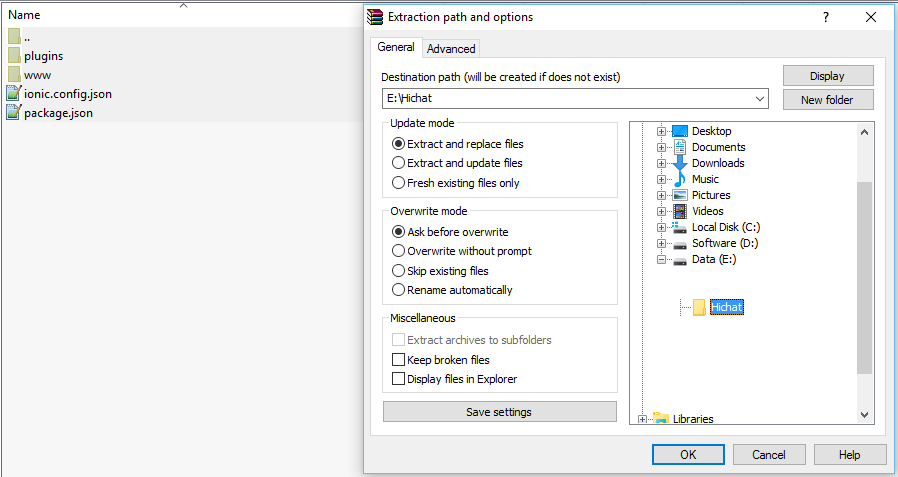 Name
..
plugins
www
ionic.config.json
package.json
Extraction path and options
?
General
Advanced
Destination path (will be created if does not exist)
E:\Hichat
Display
New folder
Update mode
Extract and replace files
Extract and update files
Fresh existing files only
Overwrite mode
Ask before overwrite
Overwrite without prompt
Skip existing files
Rename automatically
Miscellaneous
Extract archives to subfolders
Keep broken files
Display files in Explorer
Save settings
Desktop
Documents
Downloads
Music
Pictures
Videos
Local Disk (C:)
Software (D:)
Data (E:)
Hichat
Libraries
OK
Cancel
Help